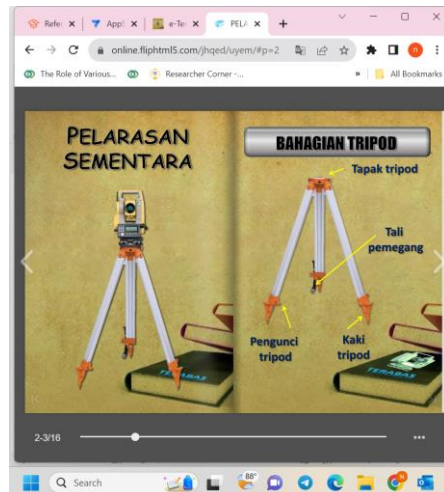 Refe
App
e-Te
PELA
online.fliphtml5.com/jhqed/uyem/#p=2
The Role of Various...
Researcher Corner -...
All Bookmarks
PELARASAN
SEMENTARA
BAHAGIAN TRIPOD
Tapak tripod
Tali
pemegang
Pengunci
tripod
Kaki
tripod
TERABAS
TERABAS
2-3/16
Search
88°